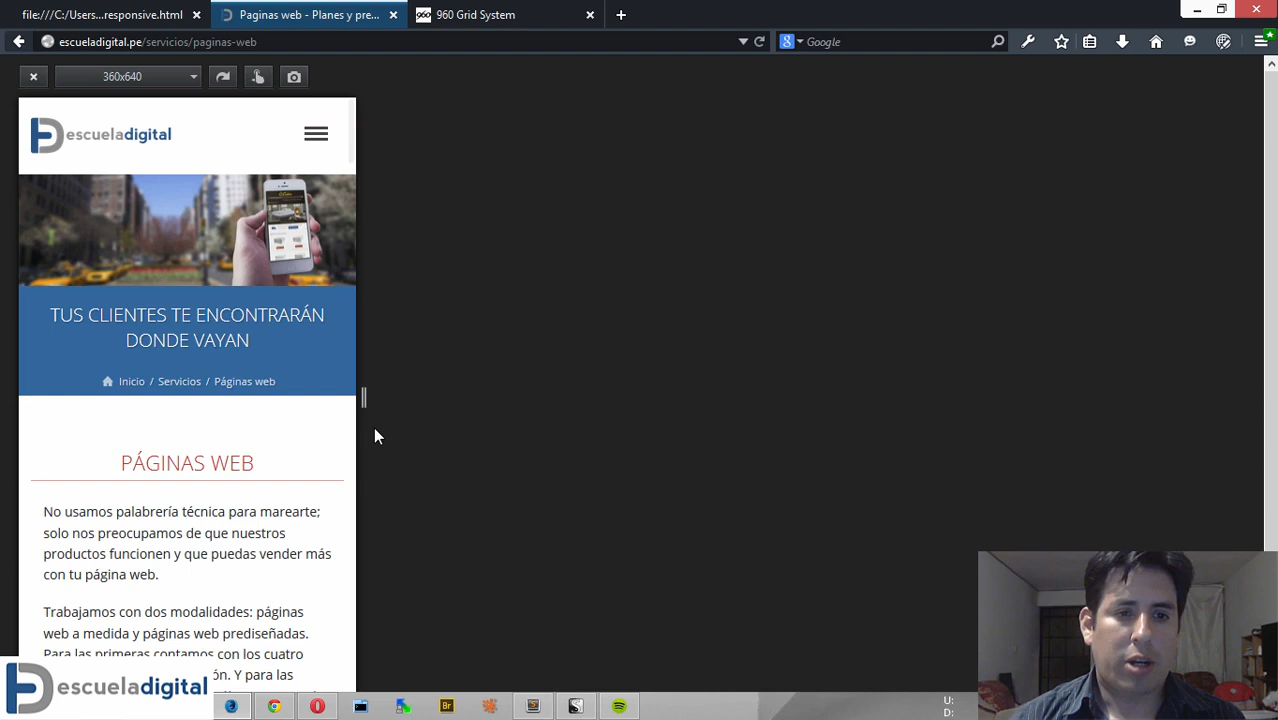 file:///C:/Users...responsive.html
Paginas web - Planes y pre...
960
960 Grid System
escueladigital.pe/servicios/paginas-web
Google
360x640
escueladigital
TUS CLIENTES TE ENCONTRARÁN
DONDE VAYAN
Inicio / Servicios / Páginas web
PÁGINAS WEB
No usamos palabrería técnica para marearte;
solo nos preocupamos de que nuestros
productos funcionen y que puedas vender más
con tu página web.
Trabajamos con dos modalidades: páginas
web a medida y páginas web prediseñadas.
Para las primeras contamos con los cuatro
ón. Y para las
escueladigital
Br
U:
D: